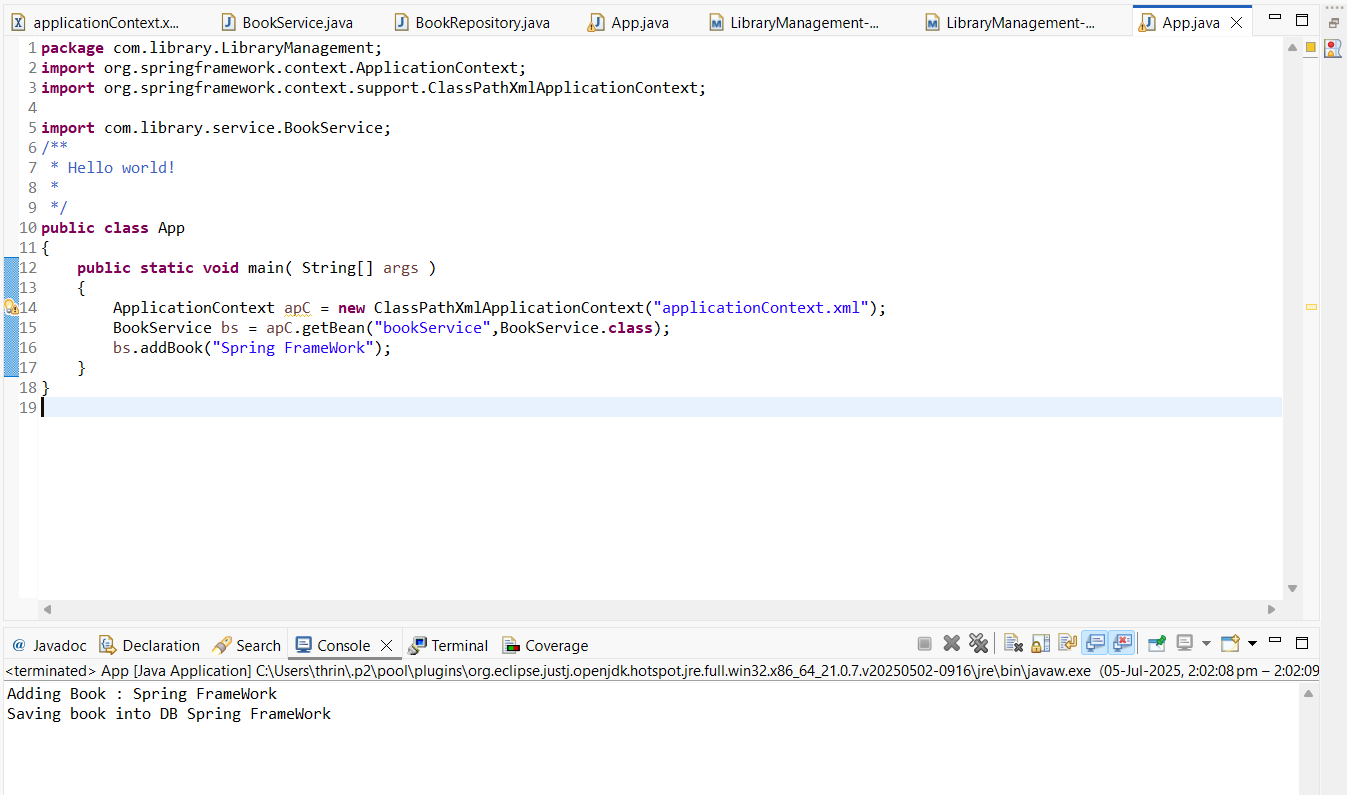 applicationContext.x... BookService.java BookRepository.java App.java LibraryManagement-... LibraryManagement-... App.java
1 package com.library.LibraryManagement;
2 import org.springframework.context.ApplicationContext;
3 import org.springframework.context.support.ClassPathXmlApplicationContext;
4
5 import com.library.service.BookService;
6 /**
7  * Hello world!
8  *
9  */
10 public class App
11 {
12     public static void main( String[] args )
13     {
14         ApplicationContext apC = new ClassPathXmlApplicationContext("applicationContext.xml");
15         BookService bs = apC.getBean("bookService",BookService.class);
16         bs.addBook("Spring FrameWork");
17     }
18 }
19
@ Javadoc Declaration Search Console Terminal Coverage
<terminated> App [Java Application] C:\Users\thrin\.p2\pool\plugins\org.eclipse.justj.openjdk.hotspot.jre.full.win32.x86_64_21.0.7.v20250502-0916\jre\bin\javaw.exe (05-Jul-2025, 2:02:08 pm – 2:02:09
Adding Book : Spring FrameWork
Saving book into DB Spring FrameWork